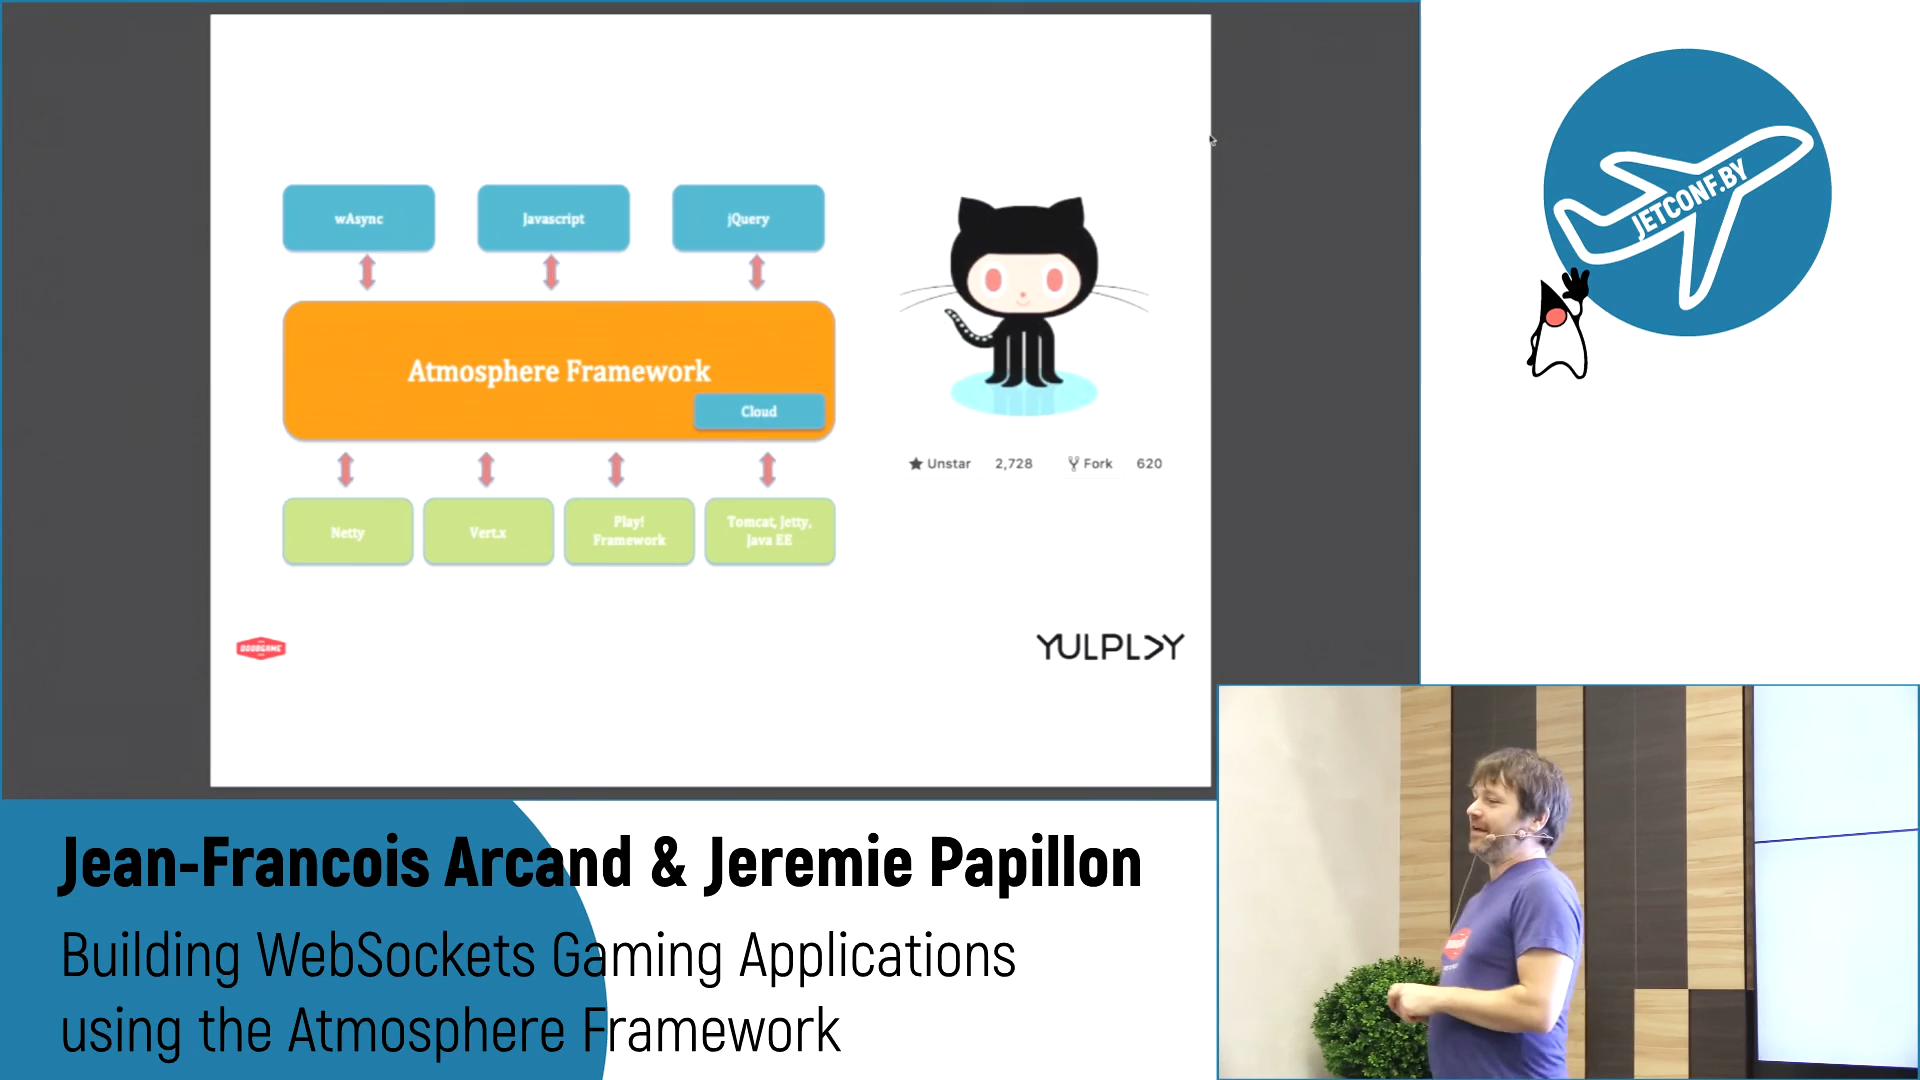 wAsync
Javascript
jQuery
Atmosphere Framework
Cloud
Netty
Vert.x
Play!
Framework
Tomcat, Jetty,
Java EE
Unstar 2,728 Fork 620
YULPL>Y
JETCONF.BY
Jean-Francois Arcand & Jeremie Papillon
Building WebSockets Gaming Applications
using the Atmosphere Framework